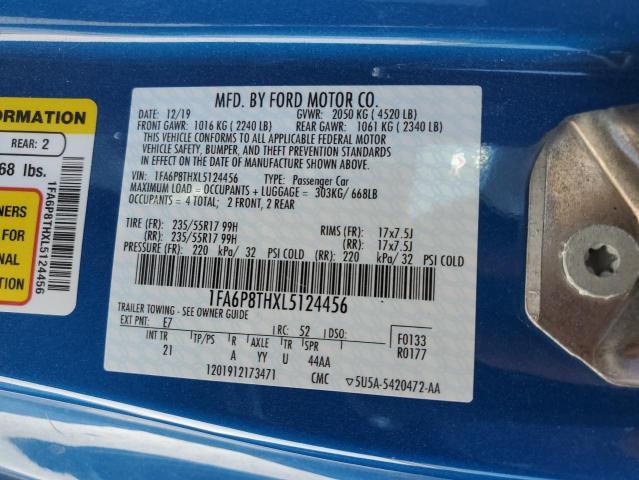 ORMATION
REAR: 2
68 lbs.
NERS
FOR
NAL
ION
1FA6P8THXL5124456
MFD. BY FORD MOTOR CO.
DATE: 12/19 GVWR: 2050 KG ( 4520 LB)
FRONT GAWR: 1016 KG ( 2240 LB) REAR GAWR: 1061 KG ( 2340 LB)
THIS VEHICLE CONFORMS TO ALL APPLICABLE FEDERAL MOTOR
VEHICLE SAFETY, BUMPER, AND THEFT PREVENTION STANDARDS
IN EFFECT ON THE DATE OF MANUFACTURE SHOWN ABOVE.
VIN: 1FA6P8THXL5124456 TYPE: Passenger Car
MAXIMUM LOAD = OCCUPANTS + LUGGAGE = 303KG/ 668LB
OCCUPANTS = 4 TOTAL; 2 FRONT, 2 REAR
TIRE (FR): 235/55R17 99H RIMS (FR): 17x7.5J
(RR): 235/55R17 99H (RR): 17x7.5J
PRESSURE (FR): 220 kPa/ 32 PSI COLD (RR): 220 kPa/ 32 PSI COLD
1FA6P8THXL5124456
TRAILER TOWING - SEE OWNER GUIDE
EXT PNT: E7 RC: 52 DSO: F0133
INT TR TP/PS R AXLE TR SPR R0177
21 A YY U 44AA
1201912173471 CMC ▽5U5A-5420472-AA